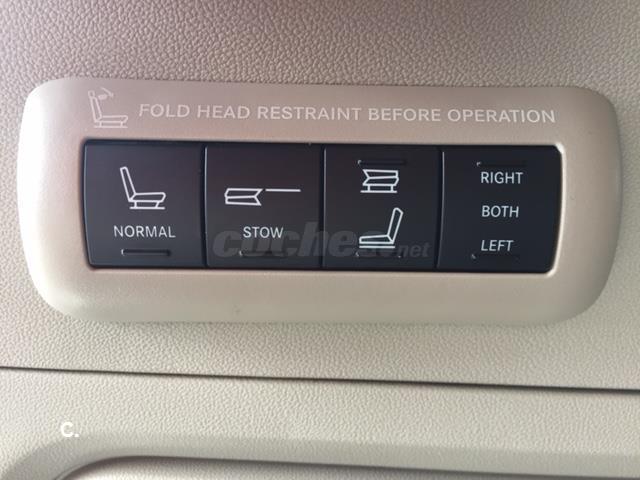 FOLD HEAD RESTRAINT BEFORE OPERATION
NORMAL
STOW
RIGHT
BOTH
LEFT
coches.net
C.